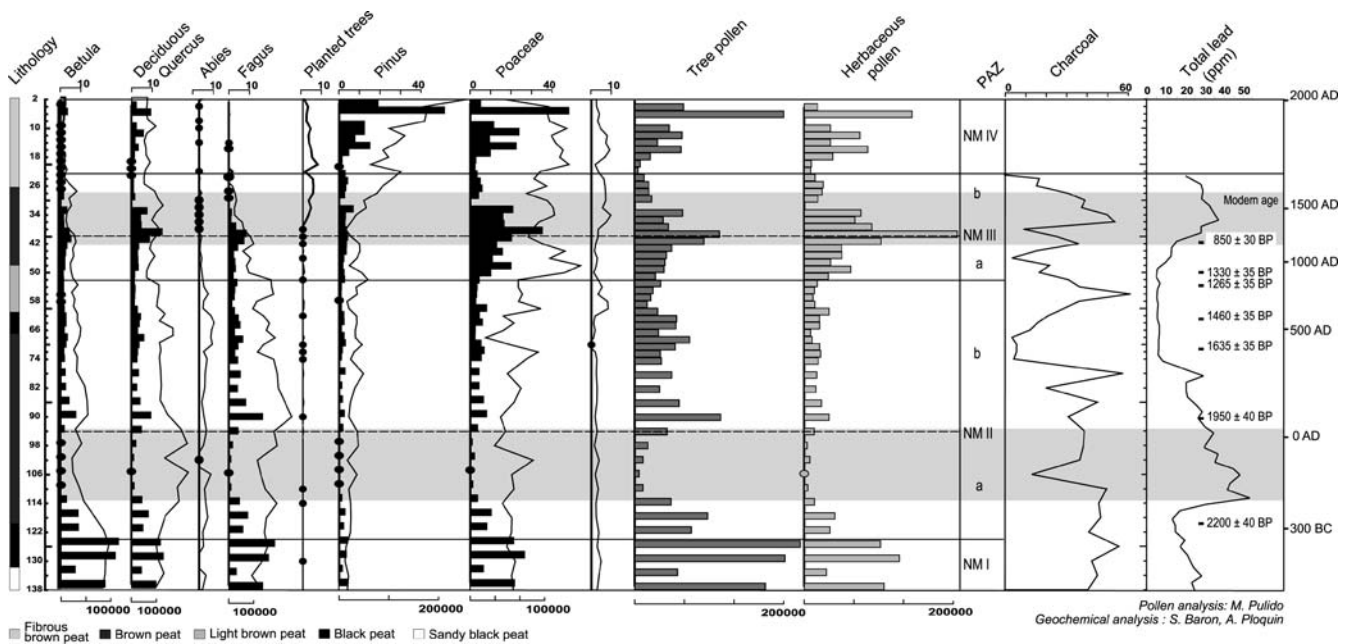 Lithology
Betula
Deciduous
Quercus
Abies
Fagus
Planted trees
Pinus
Poaceae
Tree pollen
Herbaceous
pollen
PAZ
Charcoal
Total lead
(ppm)
10 10 10 10 10 0 40 0 40 10 0 60 0 10 20 30 40 50
2
10
18
26
34
42
50
58
66
74
82
90
98
106
114
122
130
138
NM IV
b
NM III
a
b
NM II
a
NM I
2000 AD
Modern age
1500 AD
850 ± 30 BP
1000 AD
1330 ± 35 BP
1265 ± 35 BP
1460 ± 35 BP
500 AD
1635 ± 35 BP
1950 ± 40 BP
0 AD
2200 ± 40 BP
300 BC
100000 100000 100000 200000 100000 200000 200000
Pollen analysis: M. Pulido
Geochemical analysis : S. Baron, A. Ploquin
Fibrous
brown peat
Brown peat
Light brown peat
Black peat
Sandy black peat